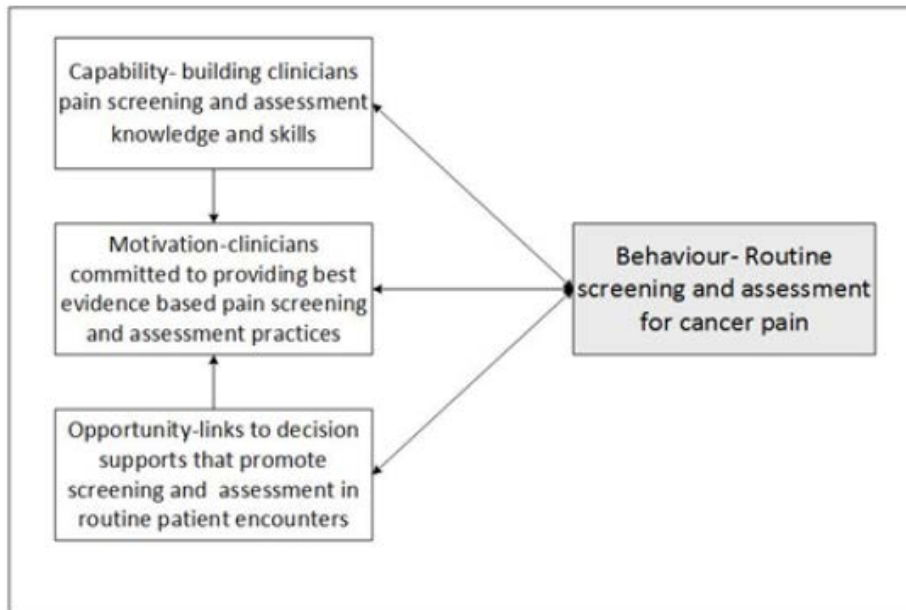 Capability- building clinicians
pain screening and assessment
knowledge and skills
Motivation-clinicians
committed to providing best
evidence based pain screening
and assessment practices
Opportunity-links to decision
supports that promote
screening and assessment in
routine patient encounters
Behaviour- Routine
screening and assessment
for cancer pain